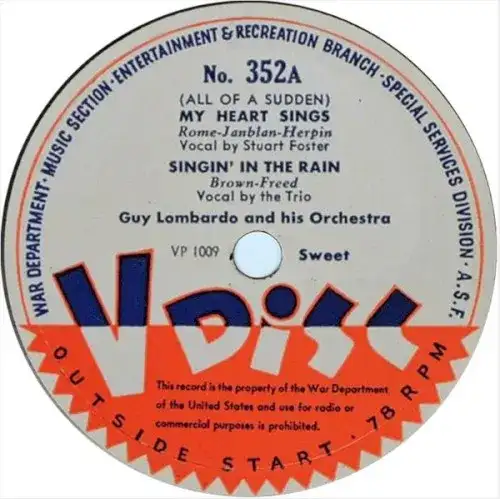 WAR DEPARTMENT · MUSIC SECTION · ENTERTAINMENT & RECREATION BRANCH · SPECIAL SERVICES DIVISION · A.S.F.
No. 352A
(ALL OF A SUDDEN)
MY HEART SINGS
Rome-Janblan-Herpin
Vocal by Stuart Foster
SINGIN' IN THE RAIN
Brown-Freed
Vocal by the Trio
Guy Lombardo and his Orchestra
VP 1009
Sweet
V DISC
This record is the property of the War Department
of the United States and use for radio or
commercial purposes is prohibited.
OUTSIDE START · 78 RPM